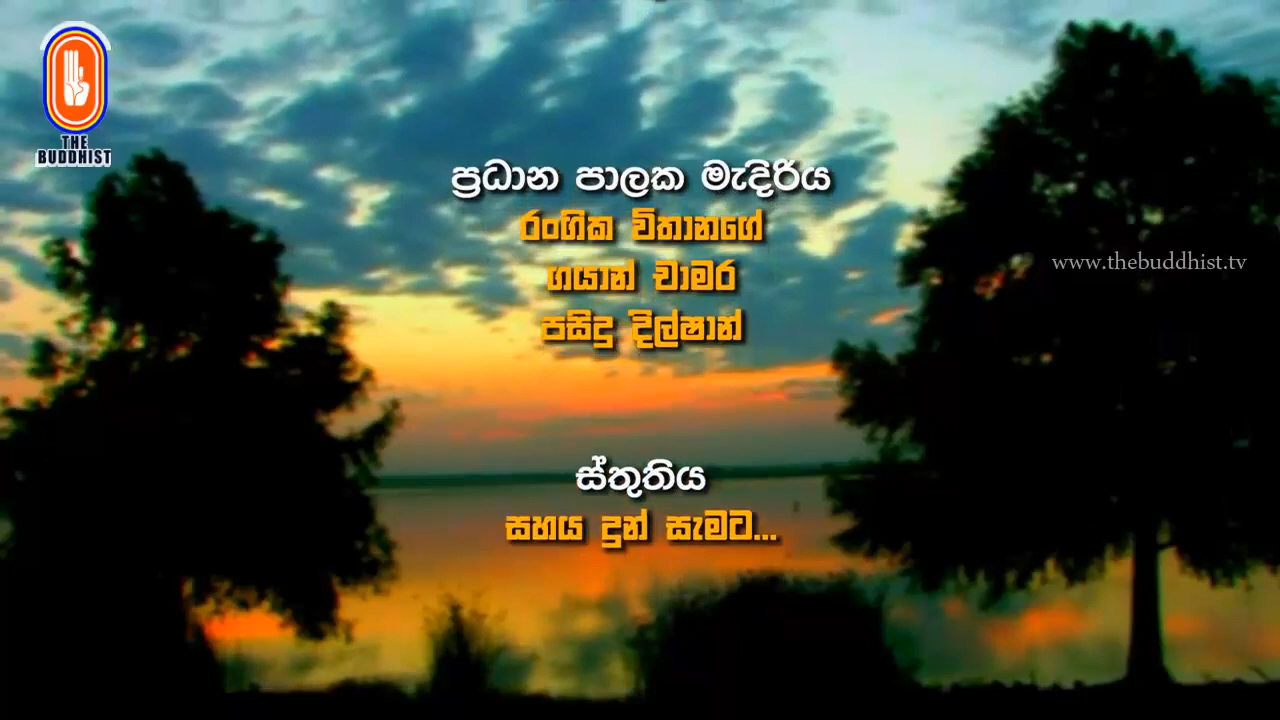 THE
BUDDHIST
ප්‍රධාන පාලක මැදිරිය
රංගික විතානගේ
ගයාන් චාමර
පසිඳු දිල්ෂාන්
www.thebuddhist.tv
ස්තුතිය
සහය දුන් සැමට...